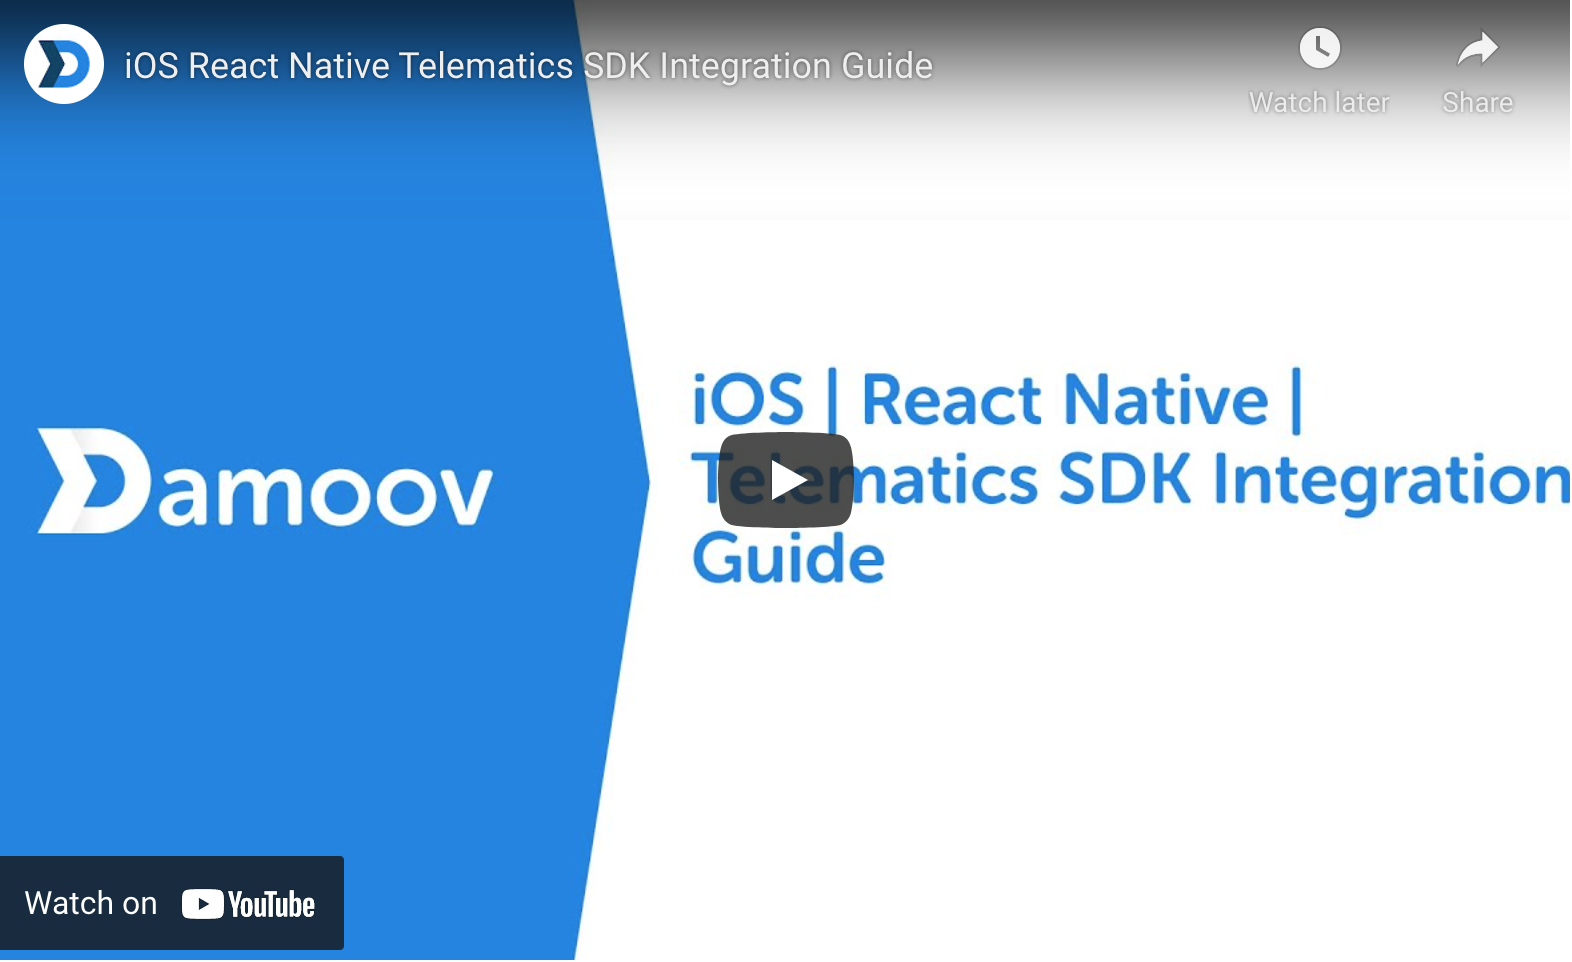 iOS React Native Telematics SDK Integration Guide
Watch later
Share
Damoov
iOS | React Native |
Telematics SDK Integration
Guide
Watch on YouTube